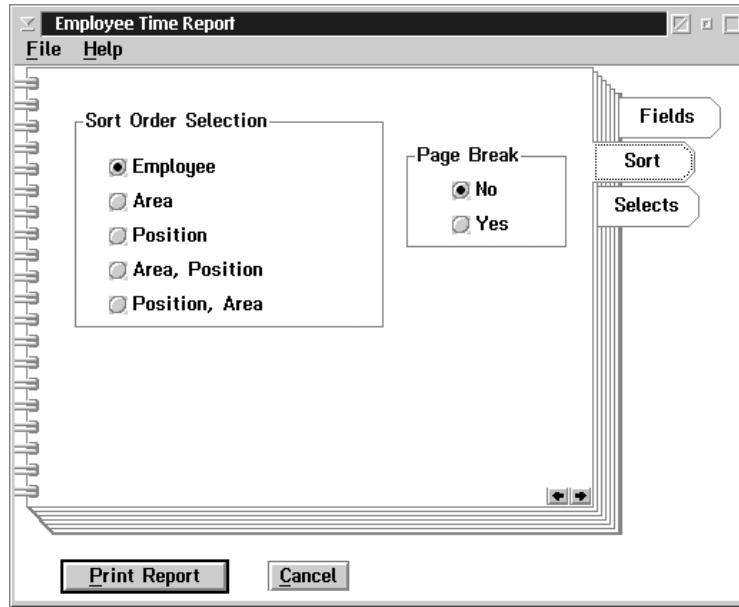 Employee Time Report
File Help
Fields
Sort
Selects
Sort Order Selection
Employee
Area
Position
Area, Position
Position, Area
Page Break
No
Yes
Print Report
Cancel